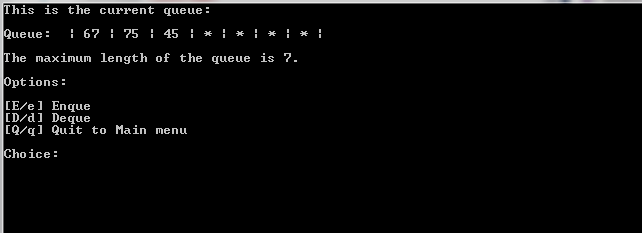 This is the current queue:
Queue:  ¦ 67 ¦ 75 ¦ 45 ¦ * ¦ * ¦ * ¦ * ¦
The maximum length of the queue is 7.
Options:
[E/e] Enque
[D/d] Deque
[Q/q] Quit to Main menu
Choice: